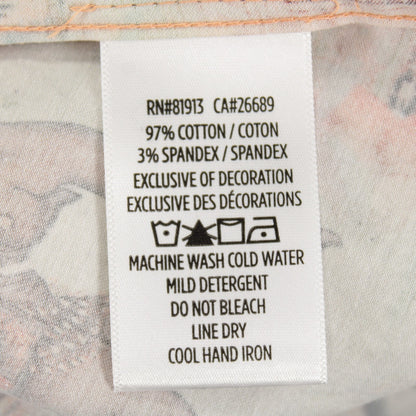 RN#81913 CA#26689
97% COTTON / COTON
3% SPANDEX / SPANDEX
EXCLUSIVE OF DECORATION
EXCLUSIVE DES DÉCORATIONS
MACHINE WASH COLD WATER
MILD DETERGENT
DO NOT BLEACH
LINE DRY
COOL HAND IRON